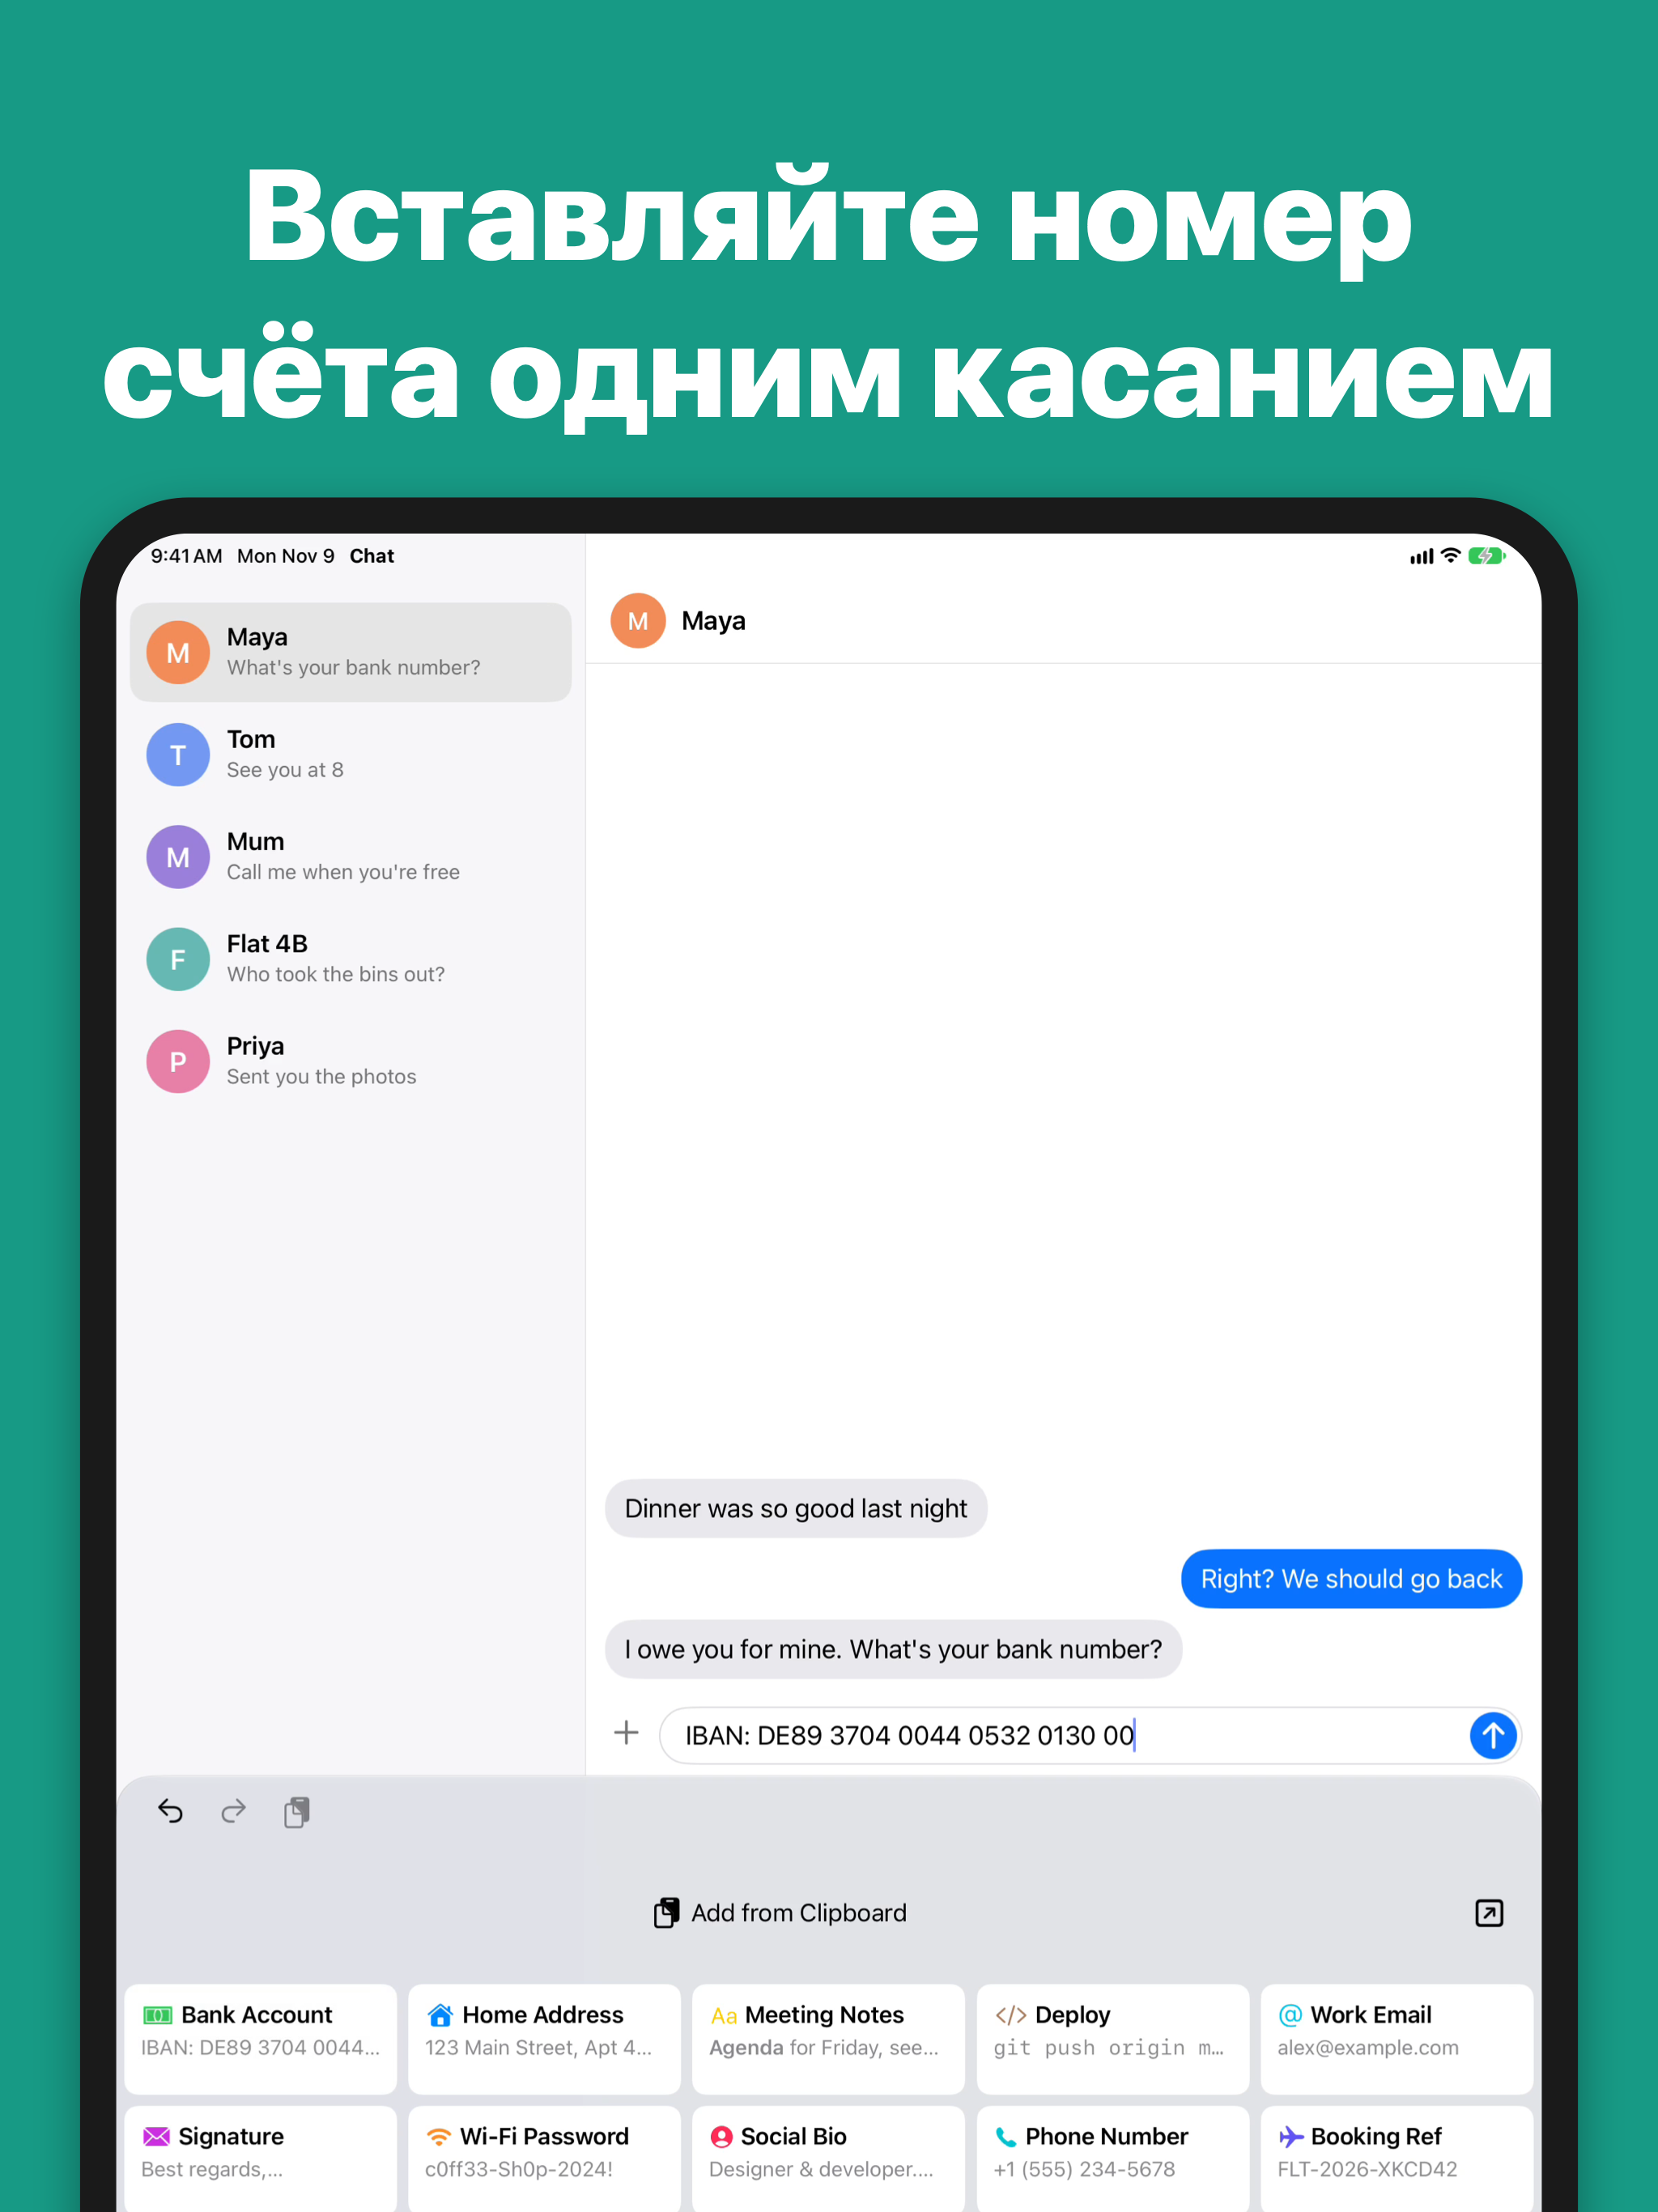 Вставляйте номер
счёта одним касанием
9:41 AM Mon Nov 9 Chat
M
Maya
What's your bank number?
T
Tom
See you at 8
M
Mum
Call me when you're free
F
Flat 4B
Who took the bins out?
P
Priya
Sent you the photos
M
Maya
Dinner was so good last night
Right? We should go back
I owe you for mine. What's your bank number?
IBAN: DE89 3704 0044 0532 0130 00
Add from Clipboard
Bank Account
IBAN: DE89 3704 0044...
Home Address
123 Main Street, Apt 4...
Aa Meeting Notes
Agenda for Friday, see...
</> Deploy
git push origin m...
@ Work Email
alex@example.com
Signature
Best regards,...
Wi-Fi Password
c0ff33-Sh0p-2024!
Social Bio
Designer & developer....
Phone Number
+1 (555) 234-5678
Booking Ref
FLT-2026-XKCD42